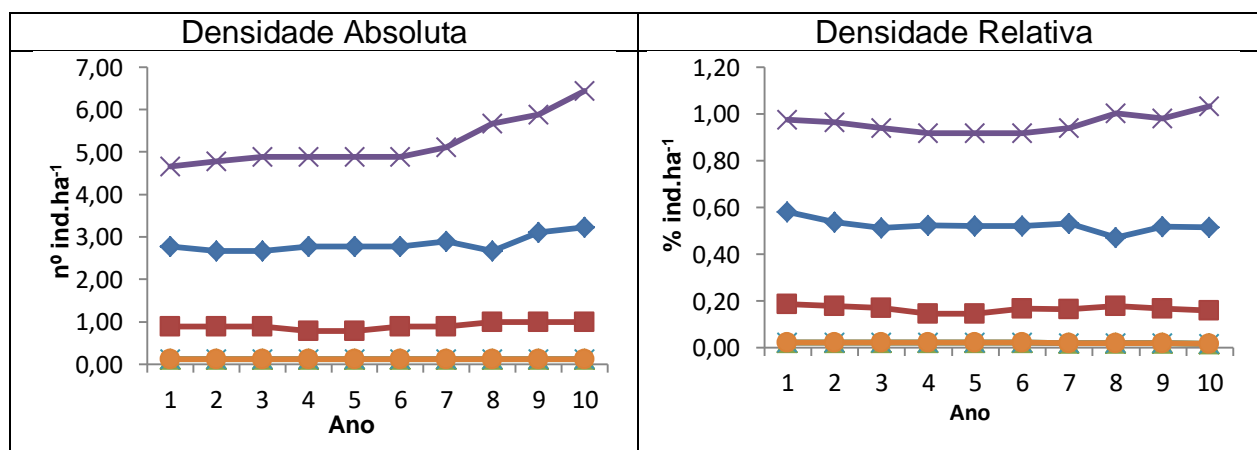 Densidade Absoluta
7,00
6,00
5,00
4,00
3,00
2,00
1,00
0,00
nº ind.ha⁻¹
1 2 3 4 5 6 7 8 9 10
Ano
Densidade Relativa
1,20
1,00
0,80
0,60
0,40
0,20
0,00
% ind.ha⁻¹
1 2 3 4 5 6 7 8 9 10
Ano